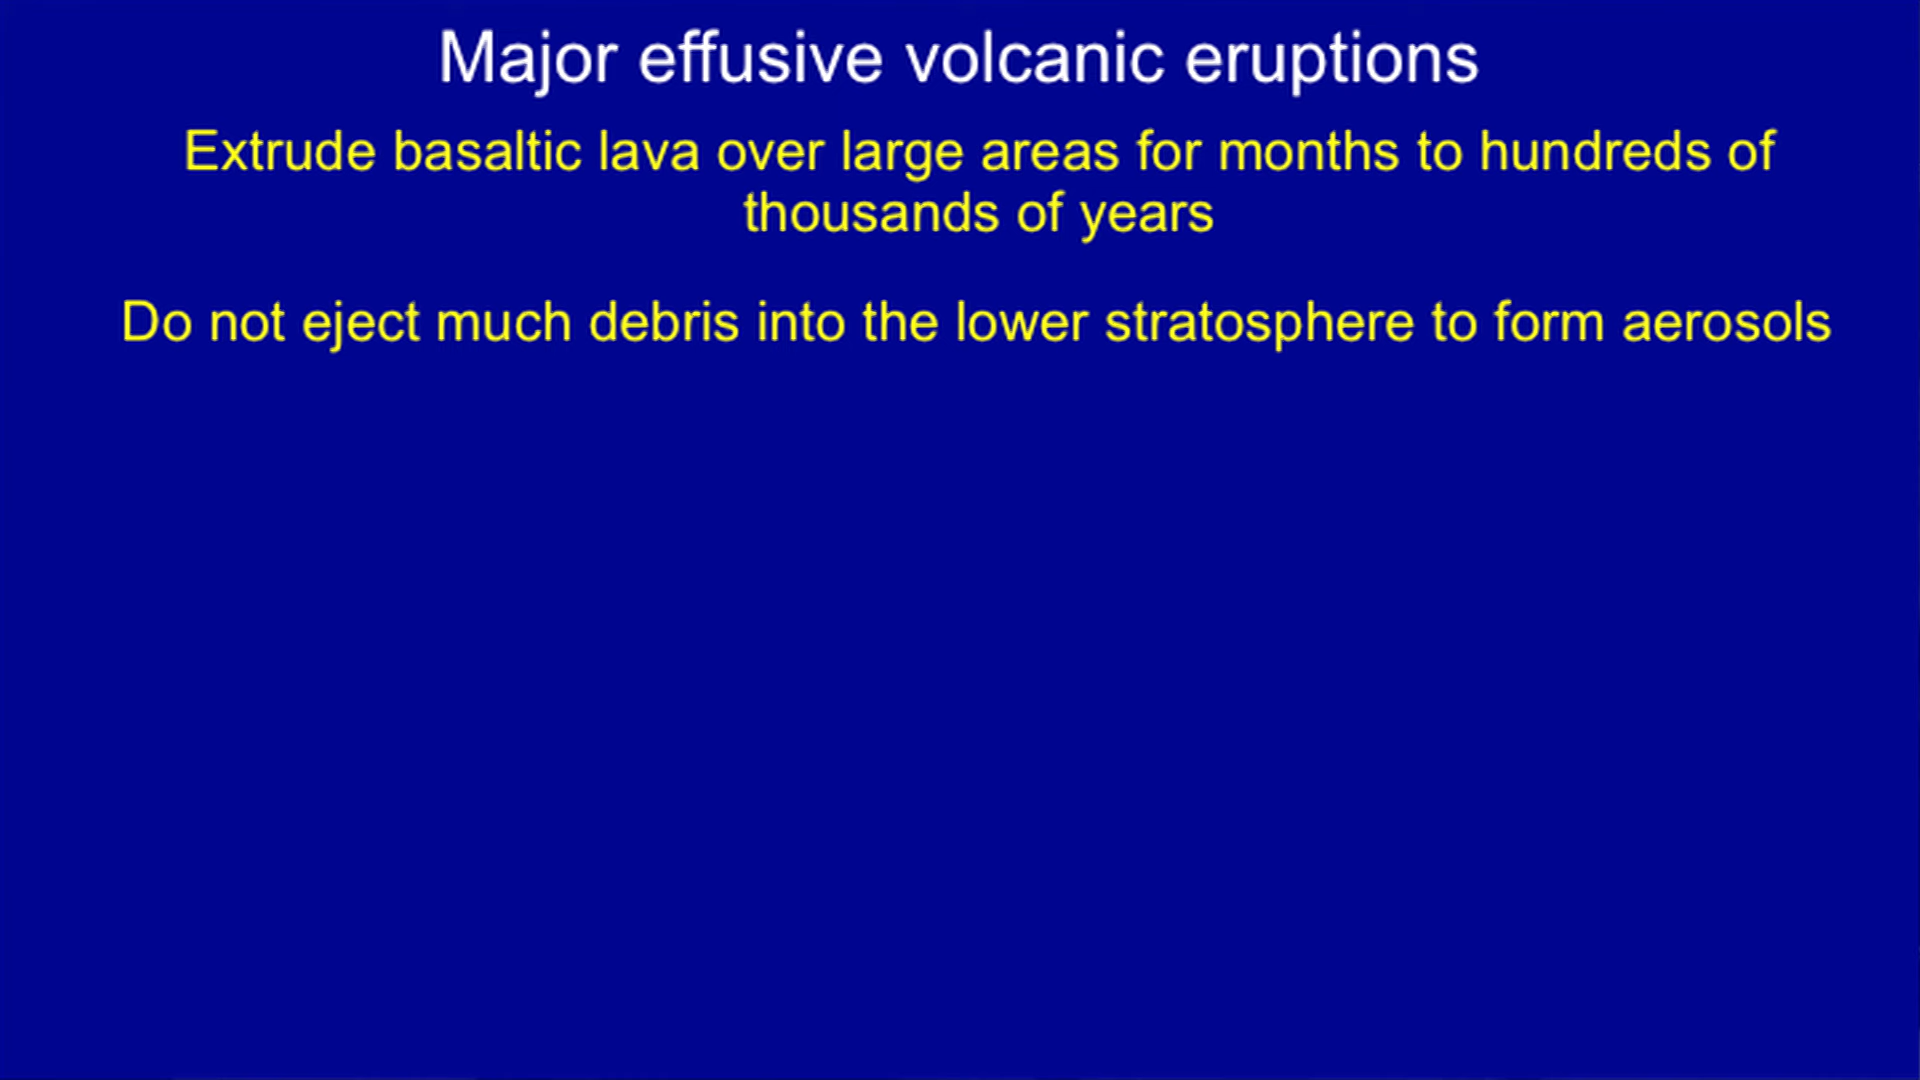 Major effusive volcanic eruptions
Extrude basaltic lava over large areas for months to hundreds of
thousands of years
Do not eject much debris into the lower stratosphere to form aerosols